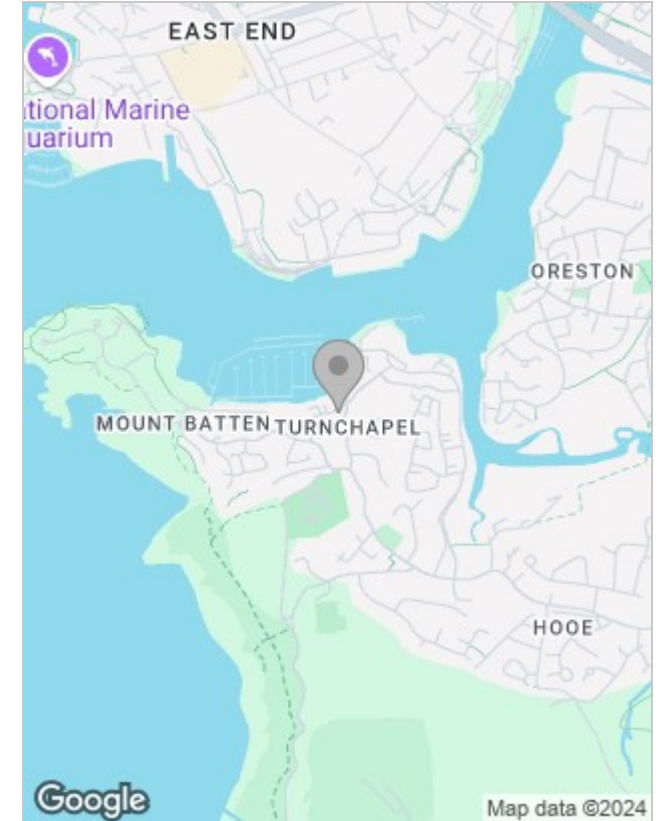 EAST END
tional Marine
uarium
ORESTON
MOUNT BATTEN
TURNCHAPEL
HOOE
Google
Map data ©2024